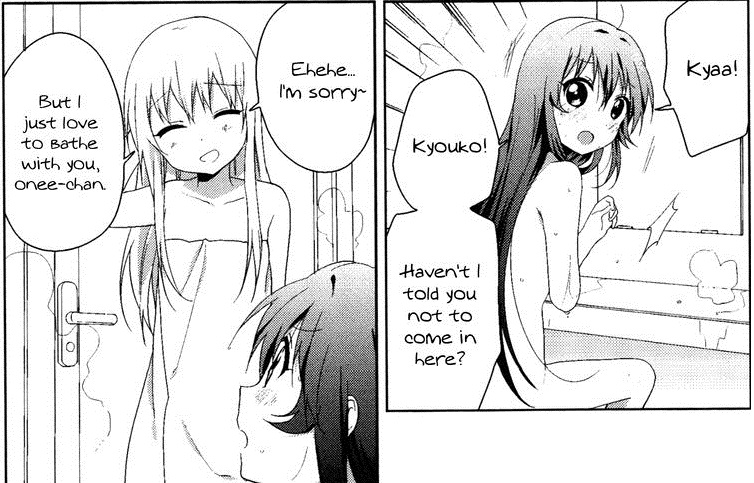 Kyaa!
Kyouko!
Haven't I
told you
not to
come in
here?
Ehehe...
I'm sorry~
But I
just love
to bathe
with you,
onee-chan.